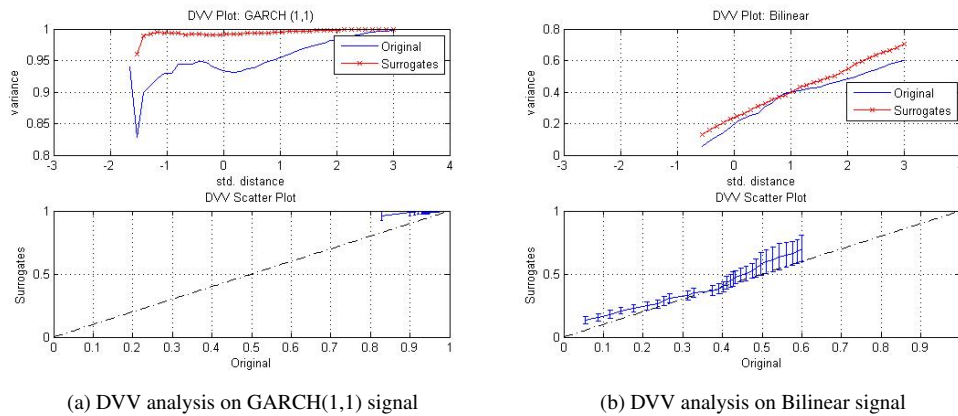 DVV Plot: GARCH (1,1)
1
0.95
0.9
0.85
0.8
variance
-3 -2 -1 0 1 2 3 4
std. distance
Original
Surrogates
DVV Scatter Plot
1
0.5
0
Surrogates
0 0.1 0.2 0.3 0.4 0.5 0.6 0.7 0.8 0.9 1
Original
(a) DVV analysis on GARCH(1,1) signal
DVV Plot: Bilinear
0.8
0.6
0.4
0.2
0
variance
-3 -2 -1 0 1 2 3 4
std. distance
Original
Surrogates
DVV Scatter Plot
1
0.5
0
Surrogates
0 0.1 0.2 0.3 0.4 0.5 0.6 0.7 0.8 0.9
Original
(b) DVV analysis on Bilinear signal